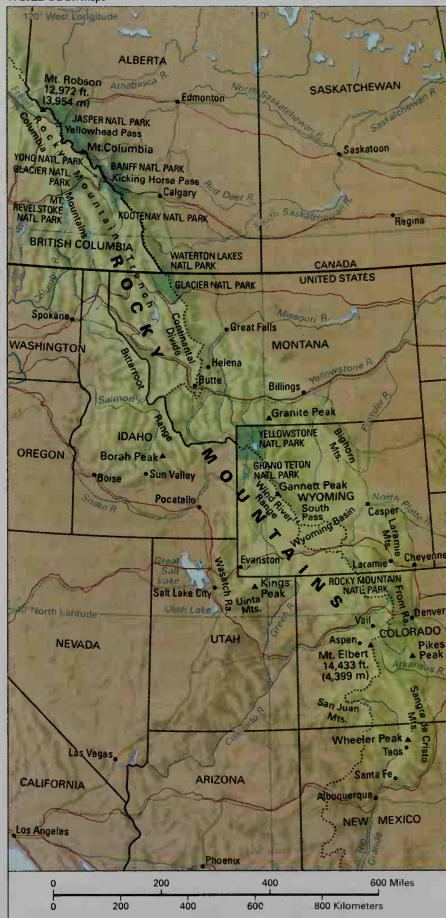 120° West Longitude
ALBERTA
Athabasca R.
Mt. Robson
12,972 ft.
(3,954 m)
Edmonton
North Saskatchewan R.
SASKATCHEWAN
JASPER NATL. PARK
Yellowhead Pass
Columbia
Rocky Mountain Trench
Mt. Columbia
Saskatchewan R.
Saskatoon
YOHO NATL. PARK
BANFF NATL. PARK
GLACIER NATL. PARK
Kicking Horse Pass
Calgary
Red Deer R.
Mountains
MT. REVELSTOKE
NATL. PARK
KOOTENAY NATL. PARK
South Saskatchewan R.
Regina
BRITISH COLUMBIA
WATERTON LAKES
NATL. PARK
CANADA
UNITED STATES
GLACIER NATL. PARK
ROCKY MOUNTAINS
Columbia R.
Spokane
Continental Divide
Great Falls
Missouri R.
WASHINGTON
MONTANA
Helena
Butte
Yellowstone R.
Billings
Bitterroot Range
Salmon R.
Powder R.
Granite Peak
OREGON
IDAHO
Borah Peak
YELLOWSTONE
NATL. PARK
Bighorn Mts.
GRAND TETON
NATL. PARK
Gannett Peak
Boise
Sun Valley
Snake R.
Wind River Range
WYOMING
South Pass
North Platte R.
Casper
Pocatello
Wyoming Basin
Laramie Mts.
Great Salt Lake
Evanston
Laramie
Cheyenne
Wasatch Ra.
Kings Peak
ROCKY MOUNTAIN
NATL. PARK
Salt Lake City
Uinta Mts.
Front Ra.
40° North Latitude
Utah Lake
Green R.
Vail
Denver
NEVADA
UTAH
Aspen
COLORADO
Mt. Elbert
14,433 ft.
(4,399 m)
Pikes Peak
Arkansas R.
Colorado R.
San Juan Mts.
Sangre de Cristo Mts.
Las Vegas
Wheeler Peak
Taos
CALIFORNIA
ARIZONA
Santa Fe
Albuquerque
Los Angeles
NEW MEXICO
Rio Grande
Phoenix
0 200 400 600 Miles
0 200 400 600 800 Kilometers